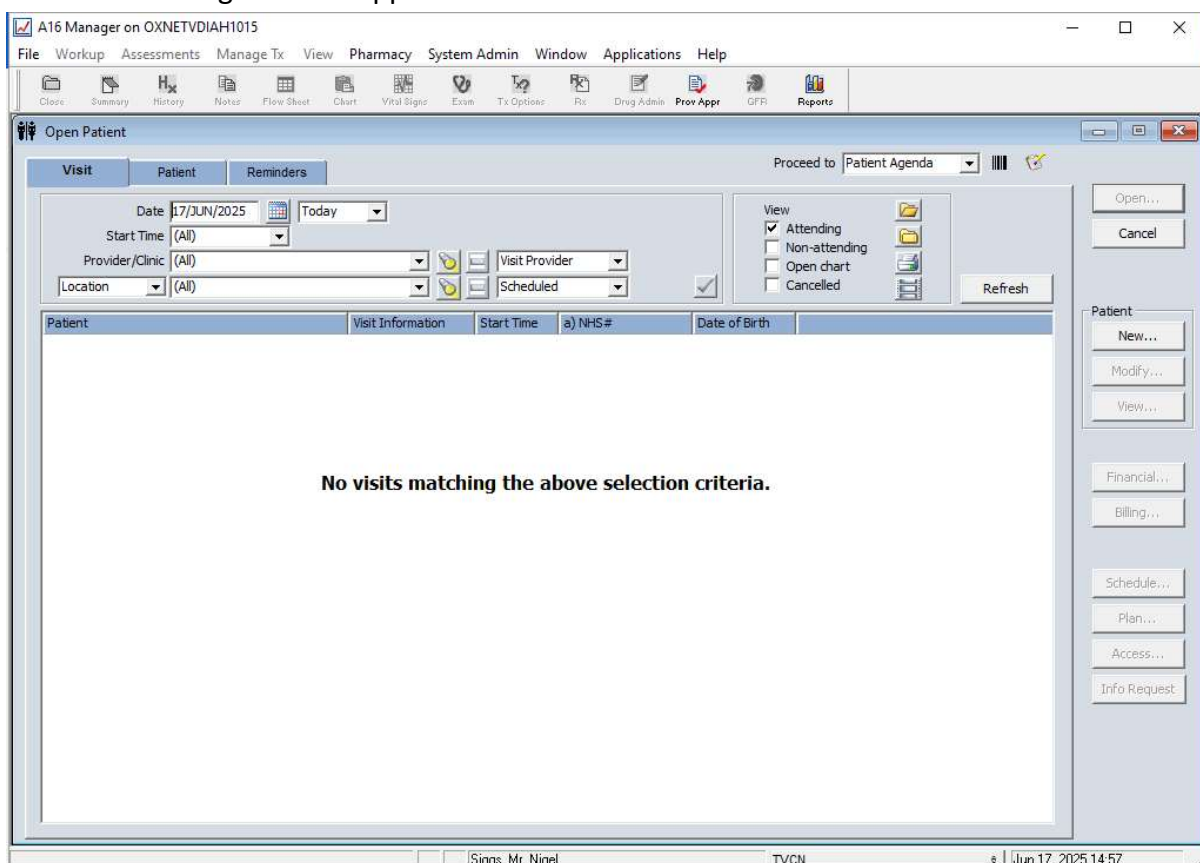 A16 Manager on OXNETVDIAH1015
File Workup Assessments Manage Tx View Pharmacy System Admin Window Applications Help
Close Summary History Notes Flow Sheet Chart Vital Signs Exam Tx Options Rx Drug Admin Prov Appr GFR Reports
Open Patient
Visit Patient Reminders
Proceed to Patient Agenda
Date 17/JUN/2025 Today
Start Time (All)
Provider/Clinic (All) Visit Provider
Location (All) Scheduled
View
Attending
Non-attending
Open chart
Cancelled
Refresh
Open...
Cancel
Patient Visit Information Start Time a) NHS# Date of Birth
No visits matching the above selection criteria.
Patient
New...
Modify...
View...
Financial...
Billing...
Schedule...
Plan...
Access...
Info Request
Siggs, Mr. Nigel TVCN Jun 17, 2025 14:57